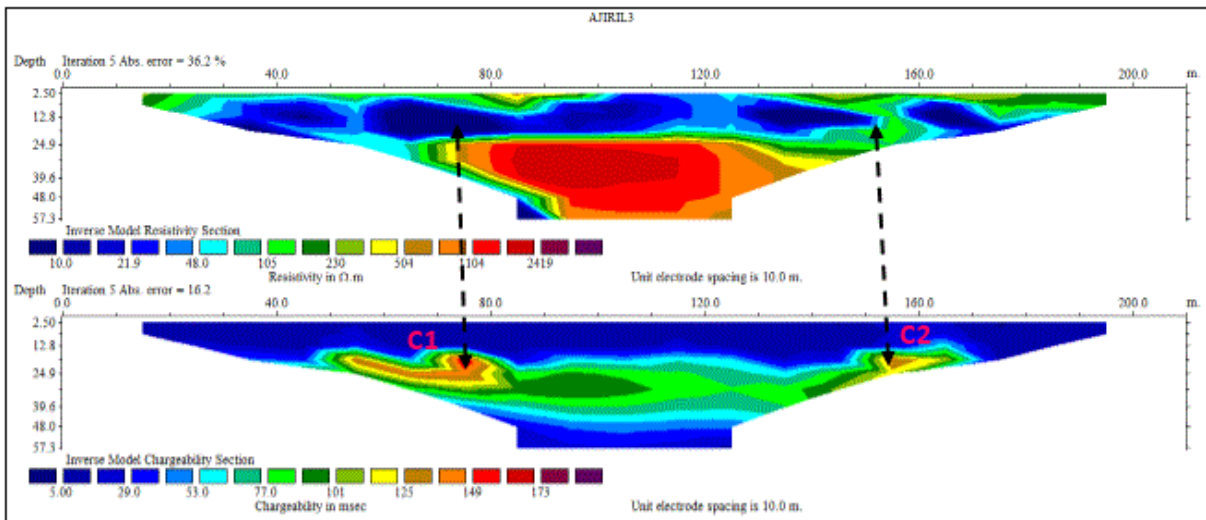 AJIRIL3
Depth Iteration 5 Abs. error = 36.2 %
0.0 40.0 80.0 120.0 160.0 200.0 m.
2.50
12.8
24.9
39.6
48.0
57.3
Inverse Model Resistivity Section
10.0 21.9 48.0 105 230 504 1104 2419
Resistivity in Ω.m Unit electrode spacing is 10.0 m.
Depth Iteration 5 Abs. error = 16.2
0.0 40.0 80.0 120.0 160.0 200.0 m.
2.50
12.8
24.9
39.6
48.0
57.3
C1 C2
Inverse Model Chargeability Section
5.00 29.0 53.0 77.0 101 125 149 173
Chargeability in msec Unit electrode spacing is 10.0 m.